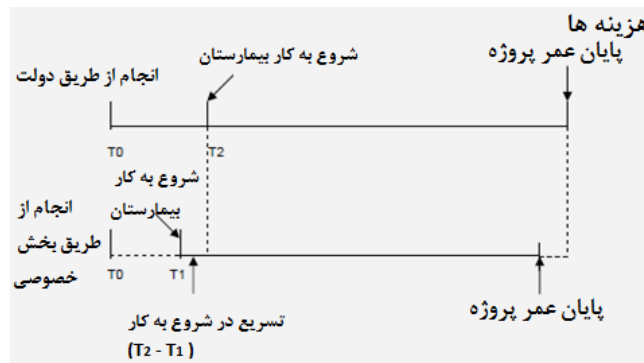 هزینه ها
پایان عمر پروژه
شروع به کار بیمارستان
انجام از طریق دولت
T0
T2
شروع به کار
بیمارستان
انجام از
طریق بخش
خصوصی
T0
T1
پایان عمر پروژه
تسریع در شروع به کار
(T2 - T1 )